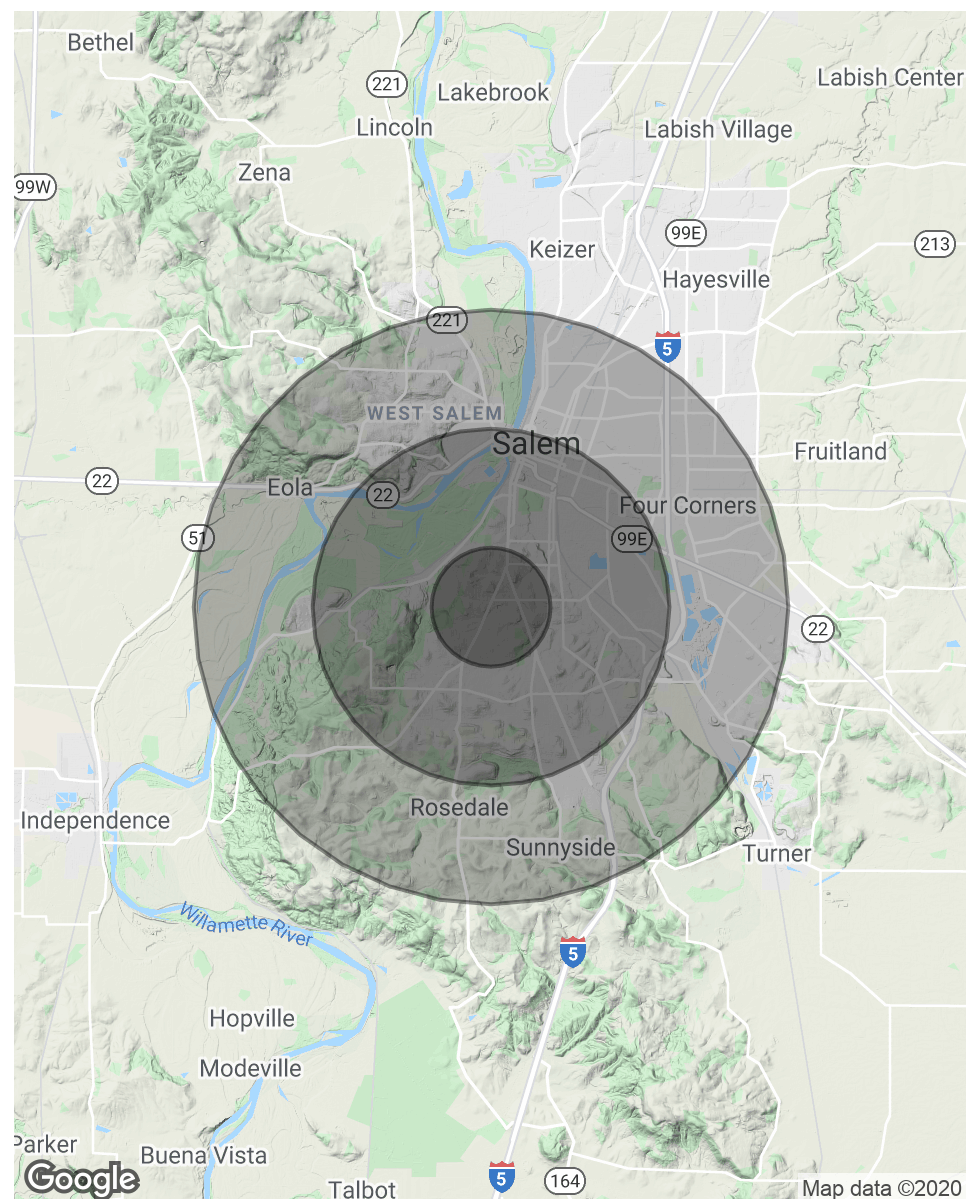 Bethel
221
Lakebrook
Labish Center
Lincoln
Labish Village
Zena
99W
99E
213
Keizer
Hayesville
221
5
WEST SALEM
Salem
Fruitland
22
Eola
22
Four Corners
51
99E
22
Rosedale
Independence
Sunnyside
Turner
Willamette River
5
Hopville
Modeville
Parker
Buena Vista
Google
Talbot
5
164
Map data ©2020